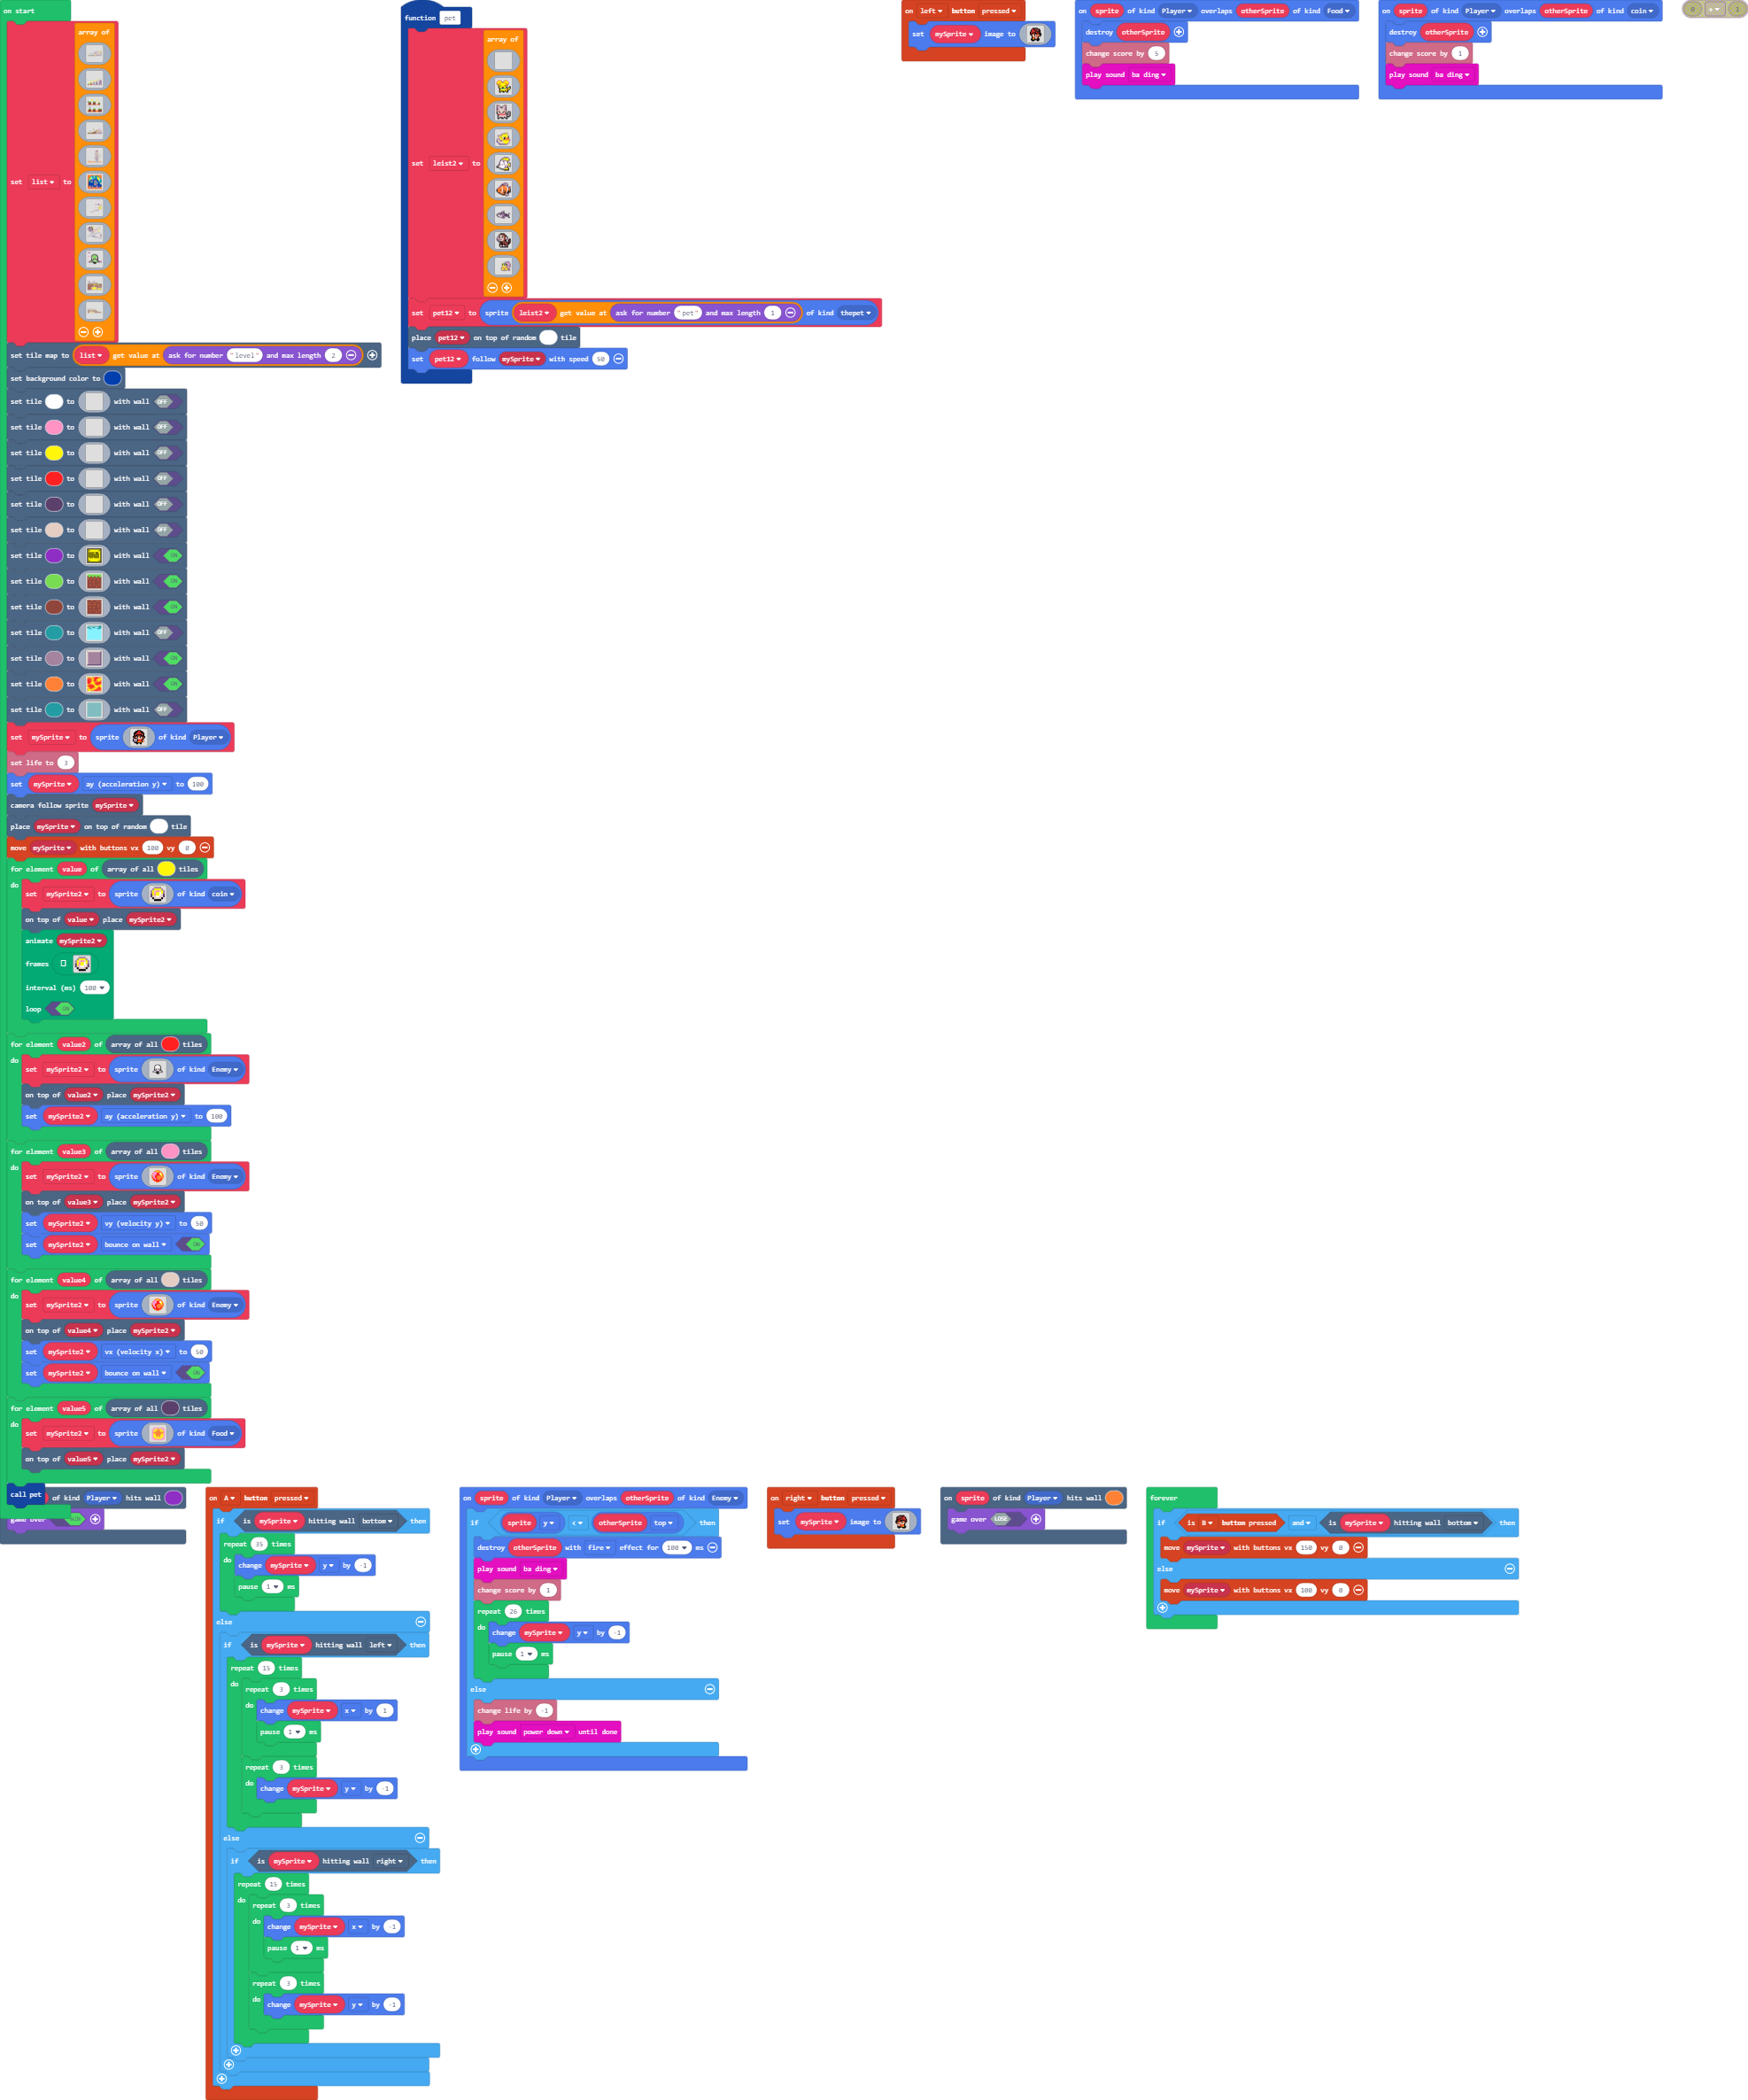 on start
set list to
array of
set tile map to list get value at ask for number "level" and max length 2
set background color to
set tile to with wall OFF
set tile to with wall OFF
set tile to with wall OFF
set tile to with wall OFF
set tile to with wall OFF
set tile to with wall OFF
set tile to with wall ON
set tile to with wall ON
set tile to with wall ON
set tile to with wall OFF
set tile to with wall ON
set tile to with wall ON
set tile to with wall OFF
set mySprite to sprite of kind Player
set life to 3
set mySprite ay (acceleration y) to 100
camera follow sprite mySprite
place mySprite on top of random tile
move mySprite with buttons vx 100 vy 0
for element value of array of all tiles
do
set mySprite2 to sprite of kind coin
on top of value place mySprite2
animate mySprite2
frames
interval (ms) 100
loop ON
for element value2 of array of all tiles
do
set mySprite2 to sprite of kind Enemy
on top of value2 place mySprite2
set mySprite2 ay (acceleration y) to 100
for element value3 of array of all tiles
do
set mySprite2 to sprite of kind Enemy
on top of value3 place mySprite2
set mySprite2 vy (velocity y) to 50
set mySprite2 bounce on wall ON
for element value4 of array of all tiles
do
set mySprite2 to sprite of kind Enemy
on top of value4 place mySprite2
set mySprite2 vx (velocity x) to 50
set mySprite2 bounce on wall ON
for element value5 of array of all tiles
do
set mySprite2 to sprite of kind Food
on top of value5 place mySprite2
call pet
function pet
set leist2 to
array of
set pet12 to sprite leist2 get value at ask for number "pet" and max length 1 of kind thepet
place pet12 on top of random tile
set pet12 follow mySprite with speed 50
on left button pressed
set mySprite image to
on sprite of kind Player overlaps otherSprite of kind Food
destroy otherSprite
change score by 5
play sound ba ding
on sprite of kind Player overlaps otherSprite of kind coin
destroy otherSprite
change score by 1
play sound ba ding
0 + 1
of kind Player hits wall
game over WIN
on A button pressed
if is mySprite hitting wall bottom then
repeat 35 times
do
change mySprite y by -1
pause 1 ms
else
if is mySprite hitting wall left then
repeat 15 times
do
repeat 3 times
do
change mySprite x by 1
pause 1 ms
repeat 3 times
do
change mySprite y by -1
else
if is mySprite hitting wall right then
repeat 15 times
do
repeat 3 times
do
change mySprite x by -1
pause 1 ms
repeat 3 times
do
change mySprite y by -1
on sprite of kind Player overlaps otherSprite of kind Enemy
if sprite y < otherSprite top then
destroy otherSprite with fire effect for 100 ms
play sound ba ding
change score by 1
repeat 26 times
do
change mySprite y by -1
pause 1 ms
else
change life by -1
play sound power down until done
on right button pressed
set mySprite image to
on sprite of kind Player hits wall
game over LOSE
forever
if is B button pressed and is mySprite hitting wall bottom then
move mySprite with buttons vx 150 vy 0
else
move mySprite with buttons vx 100 vy 0